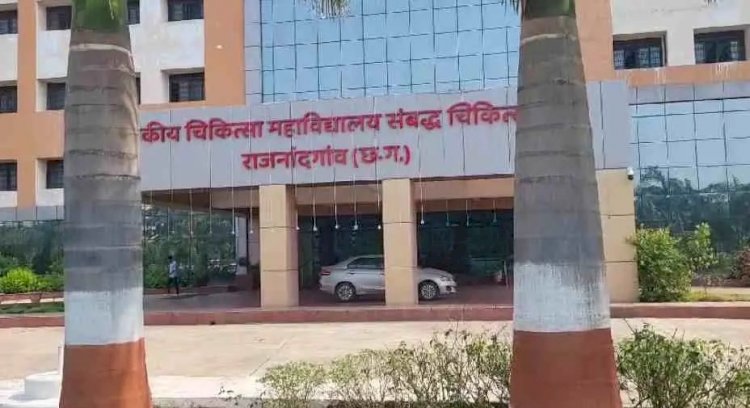 कीय चिकित्सा महाविद्यालय संबद्ध चिकित्
राजनांदगांव (छ.ग.)